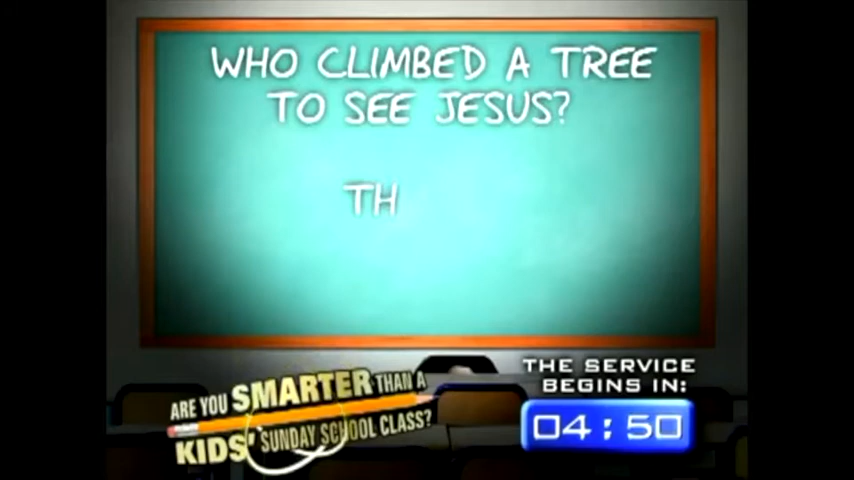 WHO CLIMBED A TREE
TO SEE JESUS?
TH
ARE YOU SMARTER THAN A
KIDS' SUNDAY SCHOOL CLASS?
THE SERVICE
BEGINS IN:
04:50